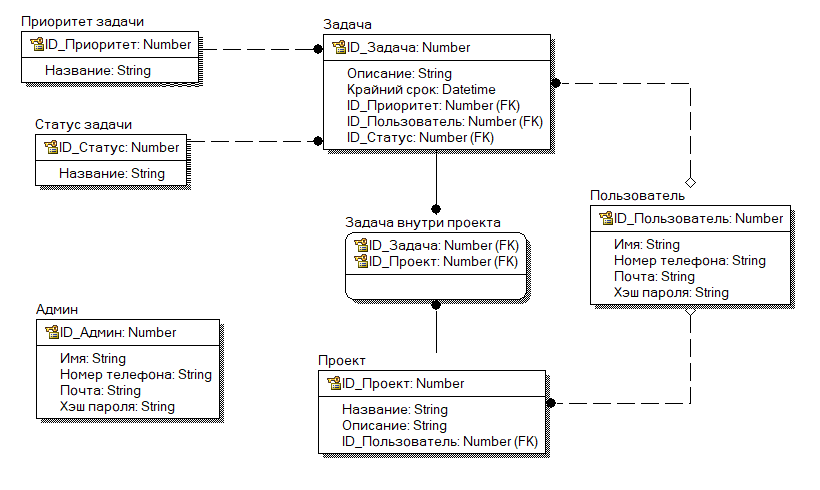 Приоритет задачи
ID_Приоритет: Number
Название: String
Задача
ID_Задача: Number
Описание: String
Крайний срок: Datetime
ID_Приоритет: Number (FK)
ID_Пользователь: Number (FK)
ID_Статус: Number (FK)
Статус задачи
ID_Статус: Number
Название: String
Пользователь
ID_Пользователь: Number
Имя: String
Номер телефона: String
Почта: String
Хэш пароля: String
Задача внутри проекта
ID_Задача: Number (FK)
ID_Проект: Number (FK)
Админ
ID_Админ: Number
Имя: String
Номер телефона: String
Почта: String
Хэш пароля: String
Проект
ID_Проект: Number
Название: String
Описание: String
ID_Пользователь: Number (FK)